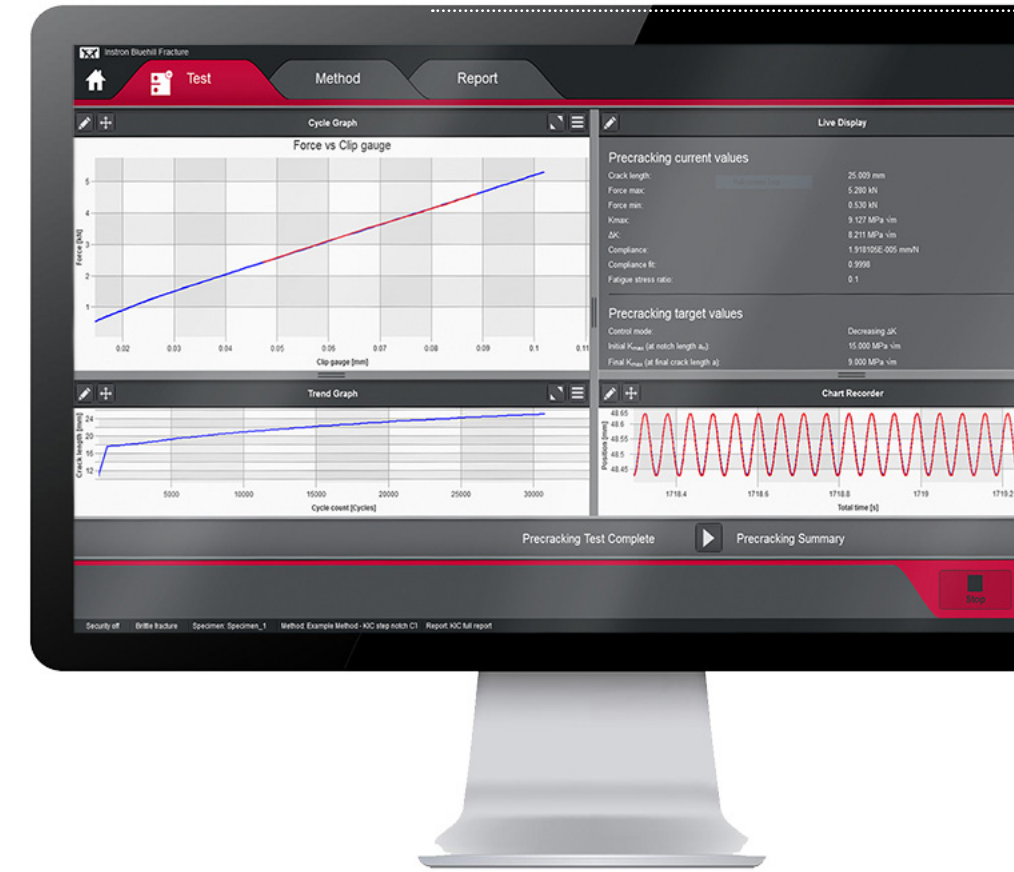 Instron Bluehill Fracture
Test
Method
Report
Cycle Graph
Force vs Clip gauge
Force [kN]
5
4
3
2
1
0.02 0.03 0.04 0.05 0.06 0.07 0.08 0.09 0.1 0.11
Clip gauge [mm]
Live Display
Precracking current values
Crack length: 25.009 mm
Force max: 5.280 kN
Force min: 0.530 kN
Kmax: 9.127 MPa √m
ΔK: 8.211 MPa √m
Compliance: 1.918105E-005 mm/N
Compliance fit: 0.9998
Fatigue stress ratio: 0.1
Precracking target values
Control mode: Decreasing ΔK
Initial Kmax (at notch length aₙ): 15.000 MPa √m
Final Kmax (at final crack length a): 9.000 MPa √m
Trend Graph
Crack length [mm]
24
20
16
12
5000 10000 15000 20000 25000 30000
Cycle count [Cycles]
Chart Recorder
Position [mm]
48.65
48.6
48.55
48.5
48.45
1718.4 1718.6 1718.8 1719 1719.2
Total time [s]
Precracking Test Complete
Precracking Summary
Stop
Security off Brittle fracture Specimen: Specimen_1 Method: Example Method - KIC step notch CT Report: KIC full report